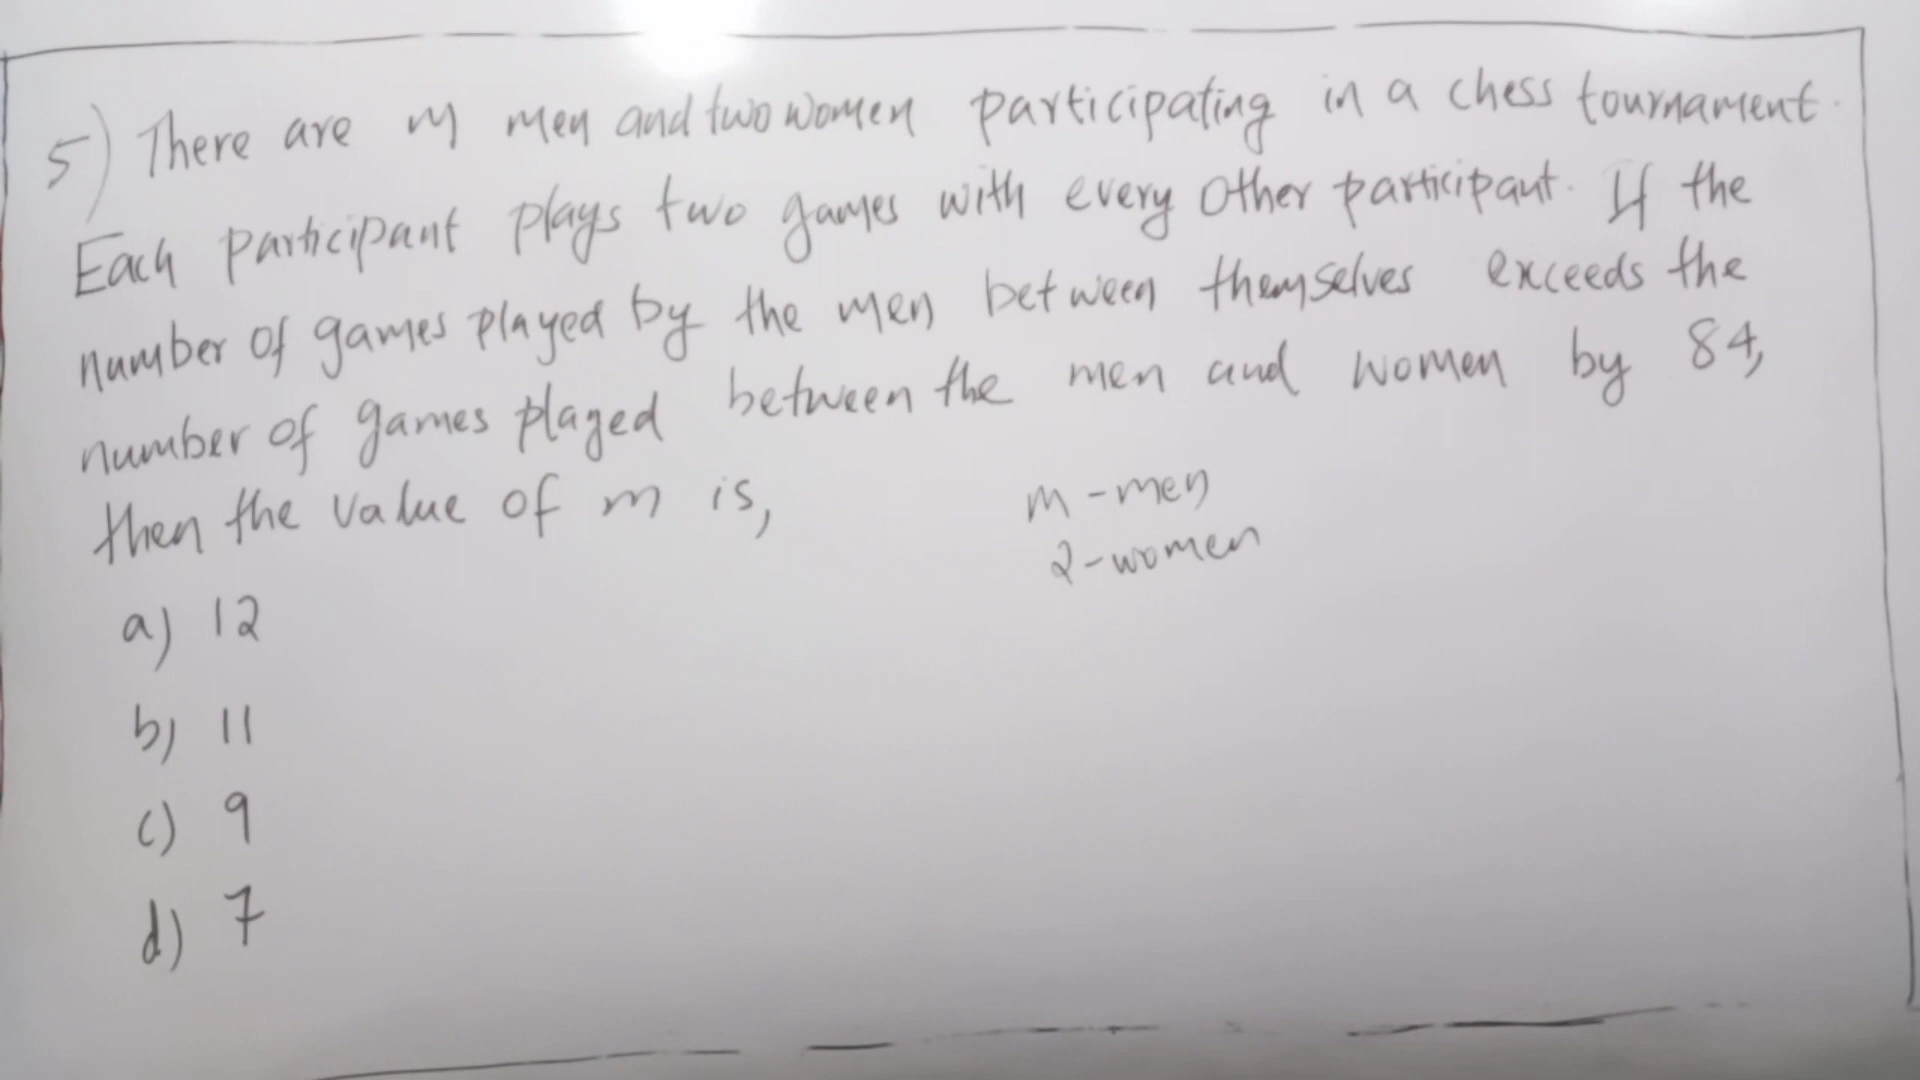 5) There are m men and two women participating in a chess tournament.
Each participant plays two games with every other participant. If the
number of games played by the men between themselves exceeds the
number of games played between the men and women by 84,
then the value of m is,
m - men
2 - women
a) 12
b) 11
c) 9
d) 7